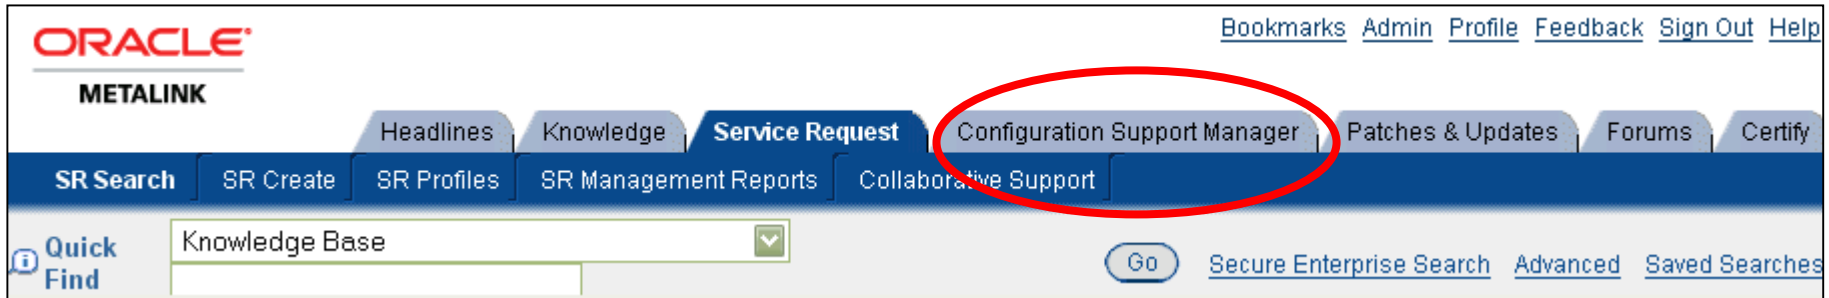 Bookmarks Admin Profile Feedback Sign Out Help
ORACLE
METALINK
Headlines Knowledge Service Request Configuration Support Manager Patches & Updates Forums Certify
SR Search SR Create SR Profiles SR Management Reports Collaborative Support
Quick Find
Knowledge Base
Go Secure Enterprise Search Advanced Saved Searches